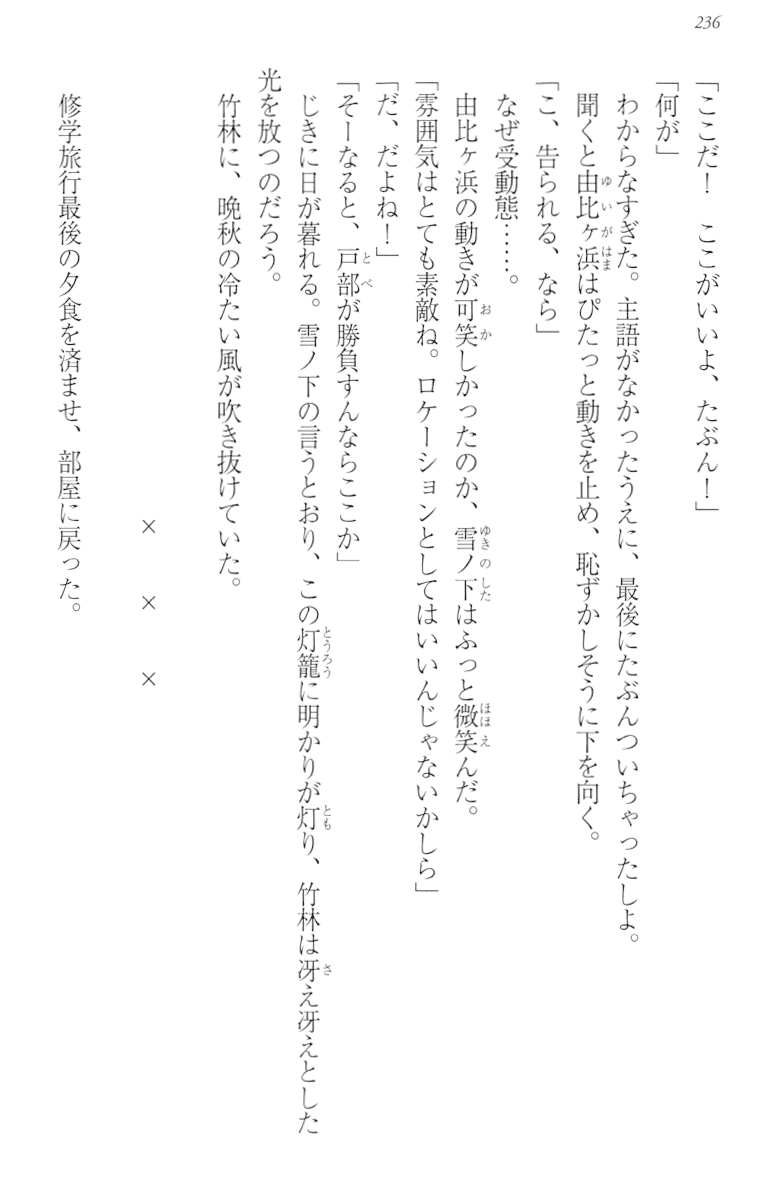 236
「ここだ！　ここがいいよ、たぶん！」
「何が」
わからなすぎた。主語がなかったうえに、最後にたぶんついちゃったしよ。
聞くと由比ヶ浜はぴたっと動きを止め、恥ずかしそうに下を向く。
「こ、告られる、なら」
なぜ受動態……。
由比ヶ浜の動きが可笑しかったのか、雪ノ下はふっと微笑んだ。
「雰囲気はとても素敵ね。ロケーションとしてはいいんじゃないかしら」
「だ、だよね！」
「そーなると、戸部が勝負すんならここか」
じきに日が暮れる。雪ノ下の言うとおり、この灯籠に明かりが灯り、竹林は冴え冴えとした
光を放つのだろう。
竹林に、晩秋の冷たい風が吹き抜けていた。
×　×　×
修学旅行最後の夕食を済ませ、部屋に戻った。